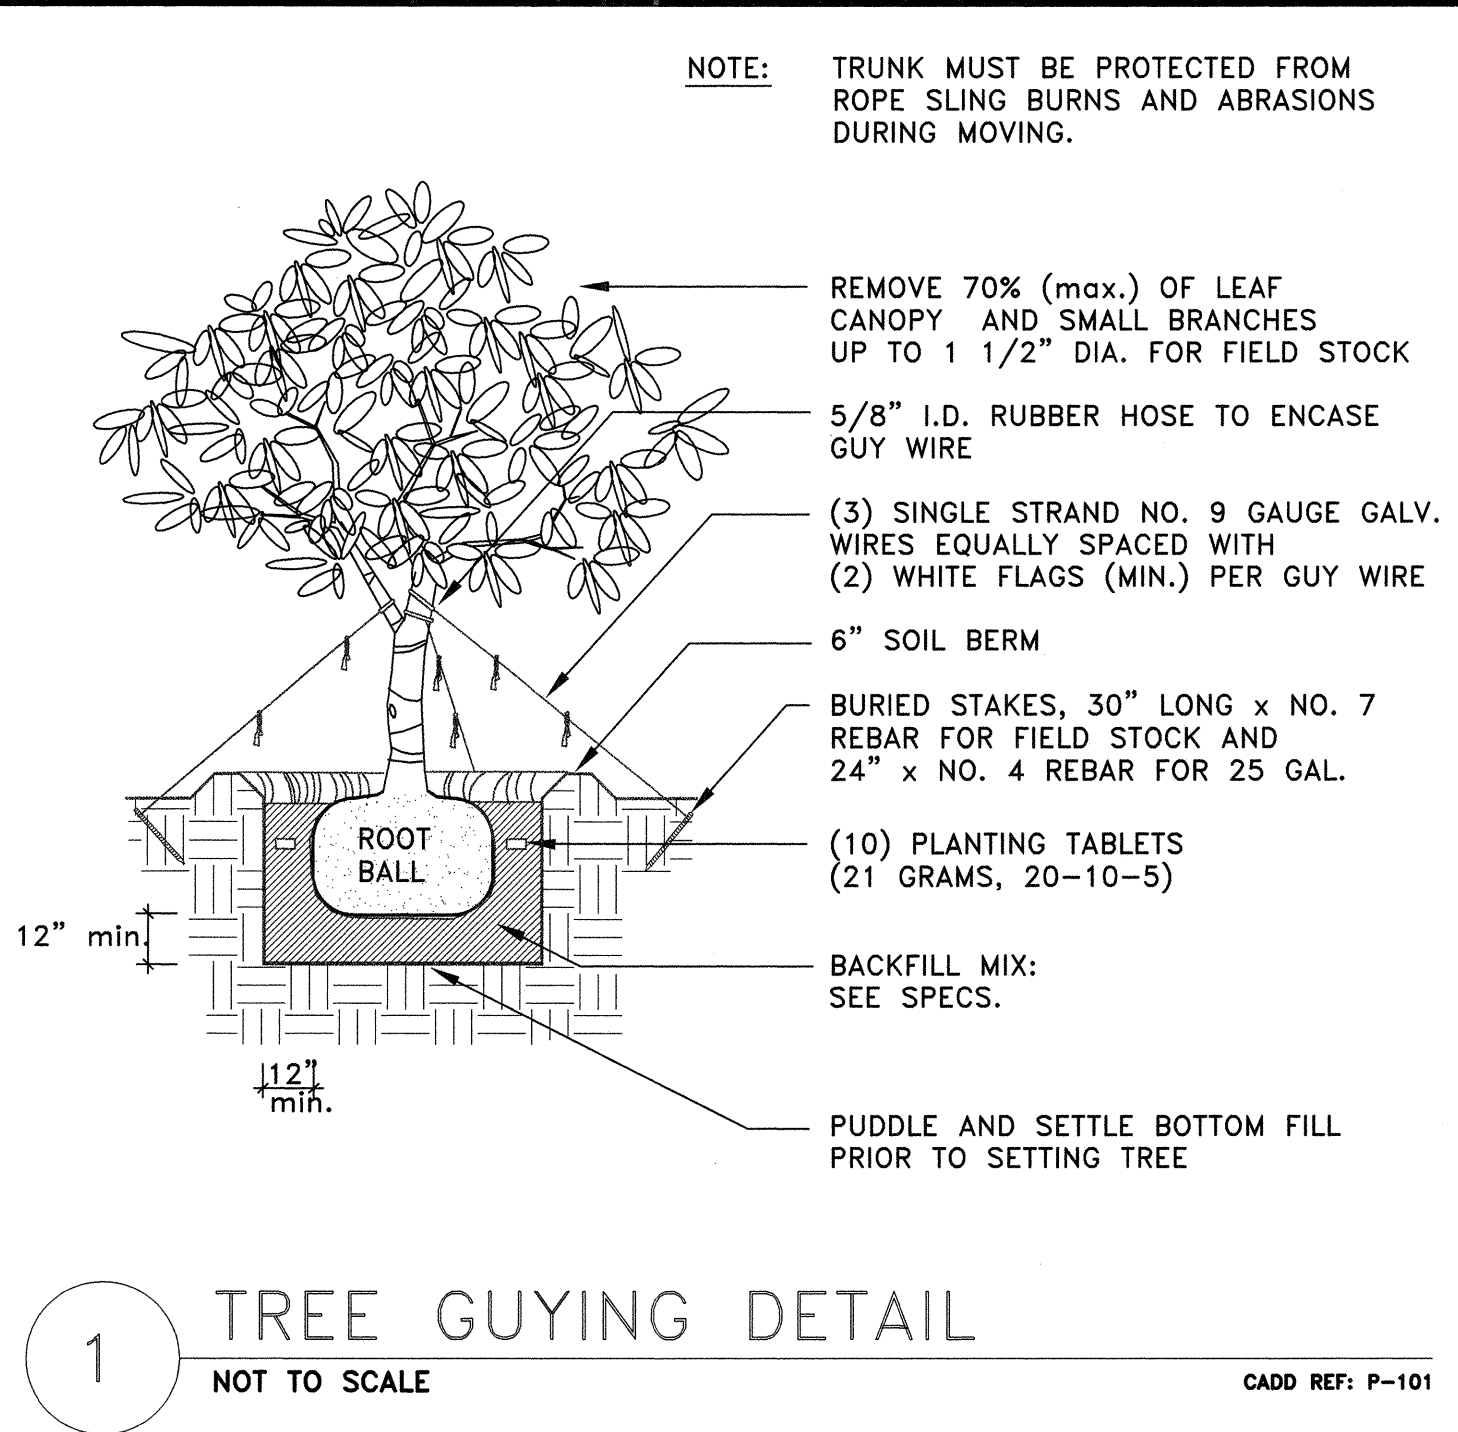 NOTE: TRUNK MUST BE PROTECTED FROM
ROPE SLING BURNS AND ABRASIONS
DURING MOVING.
REMOVE 70% (max.) OF LEAF
CANOPY AND SMALL BRANCHES
UP TO 1 1/2" DIA. FOR FIELD STOCK
5/8" I.D. RUBBER HOSE TO ENCASE
GUY WIRE
(3) SINGLE STRAND NO. 9 GAUGE GALV.
WIRES EQUALLY SPACED WITH
(2) WHITE FLAGS (MIN.) PER GUY WIRE
6" SOIL BERM
BURIED STAKES, 30" LONG x NO. 7
REBAR FOR FIELD STOCK AND
24" x NO. 4 REBAR FOR 25 GAL.
ROOT
BALL
(10) PLANTING TABLETS
(21 GRAMS, 20-10-5)
12" min.
BACKFILL MIX:
SEE SPECS.
12"
min.
PUDDLE AND SETTLE BOTTOM FILL
PRIOR TO SETTING TREE
1
TREE GUYING DETAIL
NOT TO SCALE
CADD REF: P-101